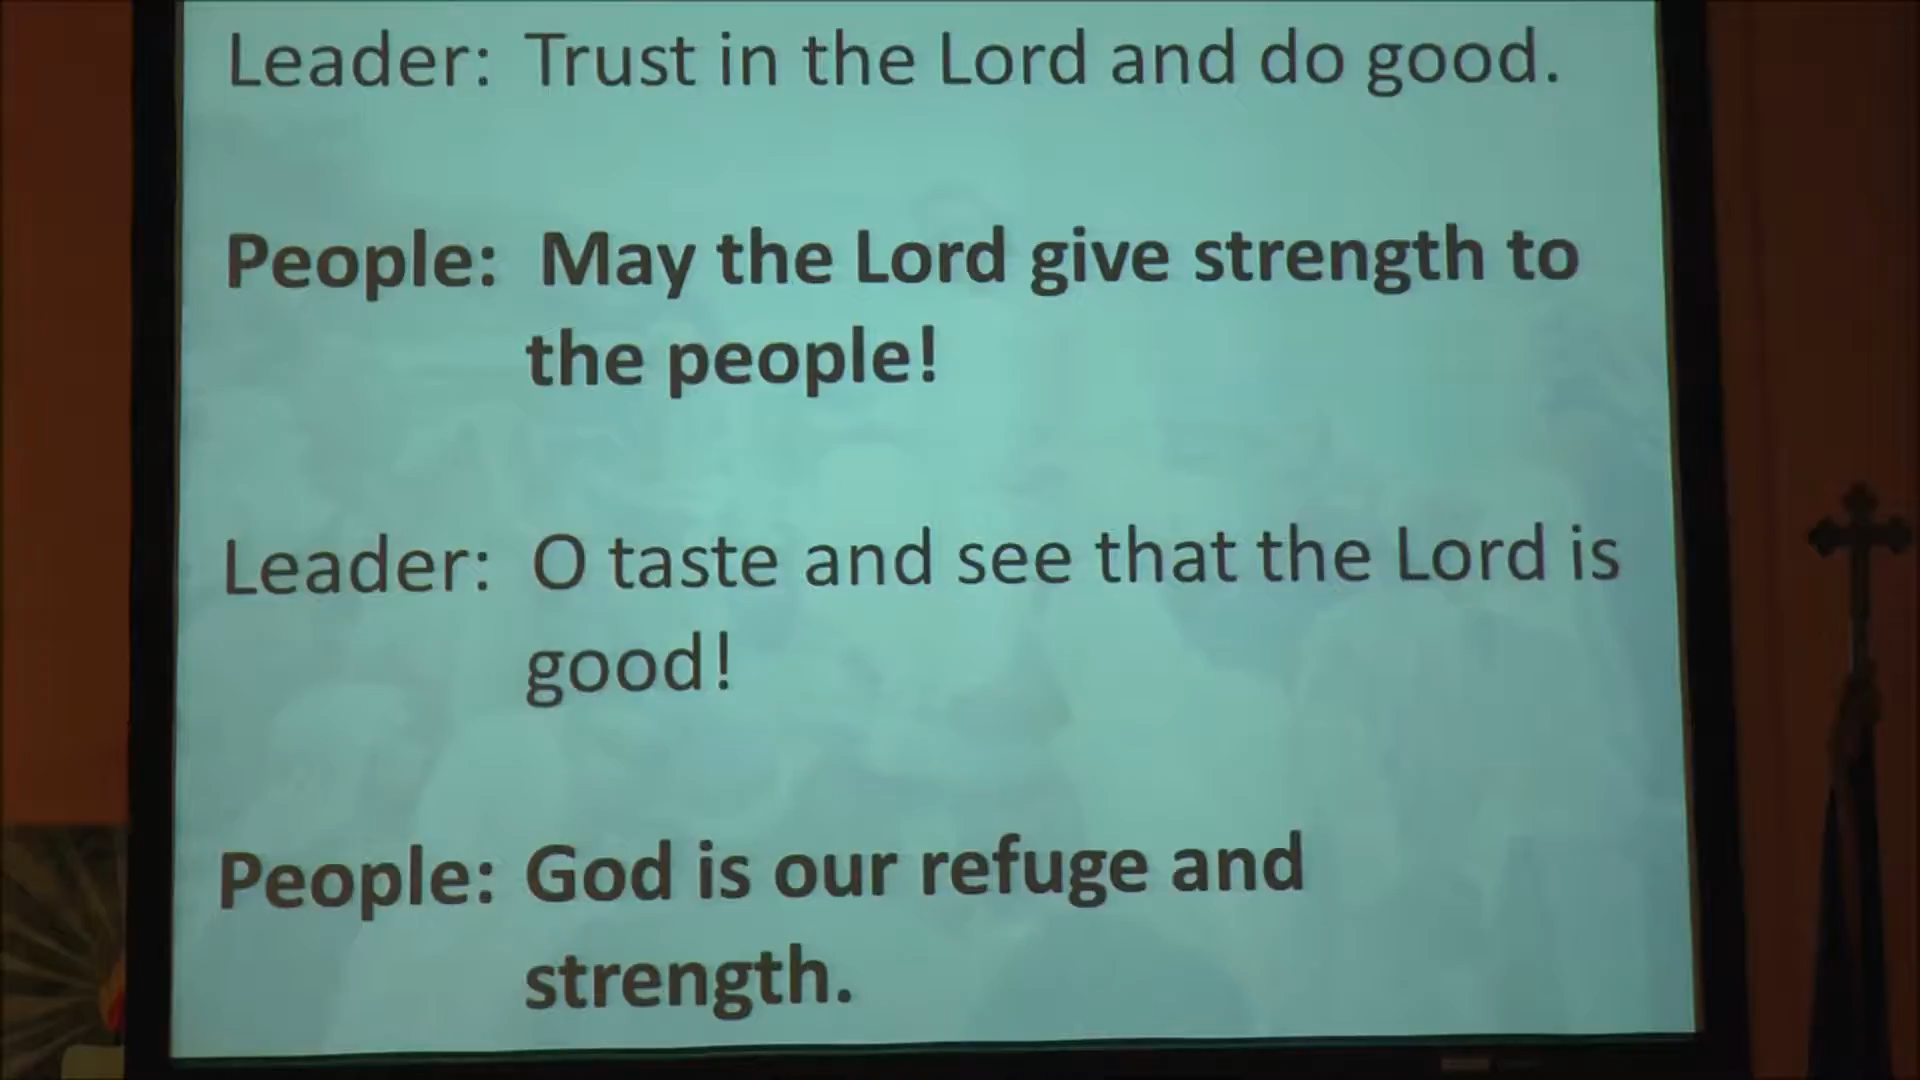 Leader: Trust in the Lord and do good.
People: May the Lord give strength to
the people!
Leader: O taste and see that the Lord is
good!
People: God is our refuge and
strength.